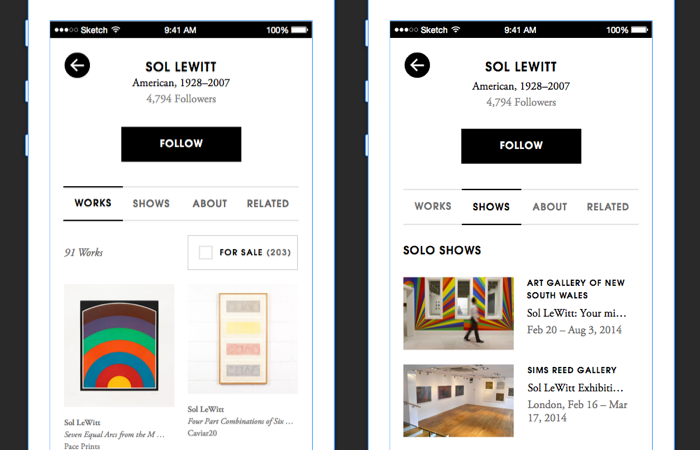 ●●●○○ Sketch 9:41 AM 100%
SOL LEWITT
American, 1928–2007
4,794 Followers
FOLLOW
WORKS SHOWS ABOUT RELATED
91 Works
FOR SALE (203)
Sol LeWitt
Seven Equal Arcs from the M ...
Pace Prints
Sol LeWitt
Four Part Combinations of Six ...
Caviar20
●●●○○ Sketch 9:41 AM 100%
SOL LEWITT
American, 1928–2007
4,794 Followers
FOLLOW
WORKS SHOWS ABOUT RELATED
SOLO SHOWS
ART GALLERY OF NEW
SOUTH WALES
Sol LeWitt: Your mi...
Feb 20 – Aug 3, 2014
SIMS REED GALLERY
Sol LeWitt Exhibiti...
London, Feb 16 – Mar
17, 2014